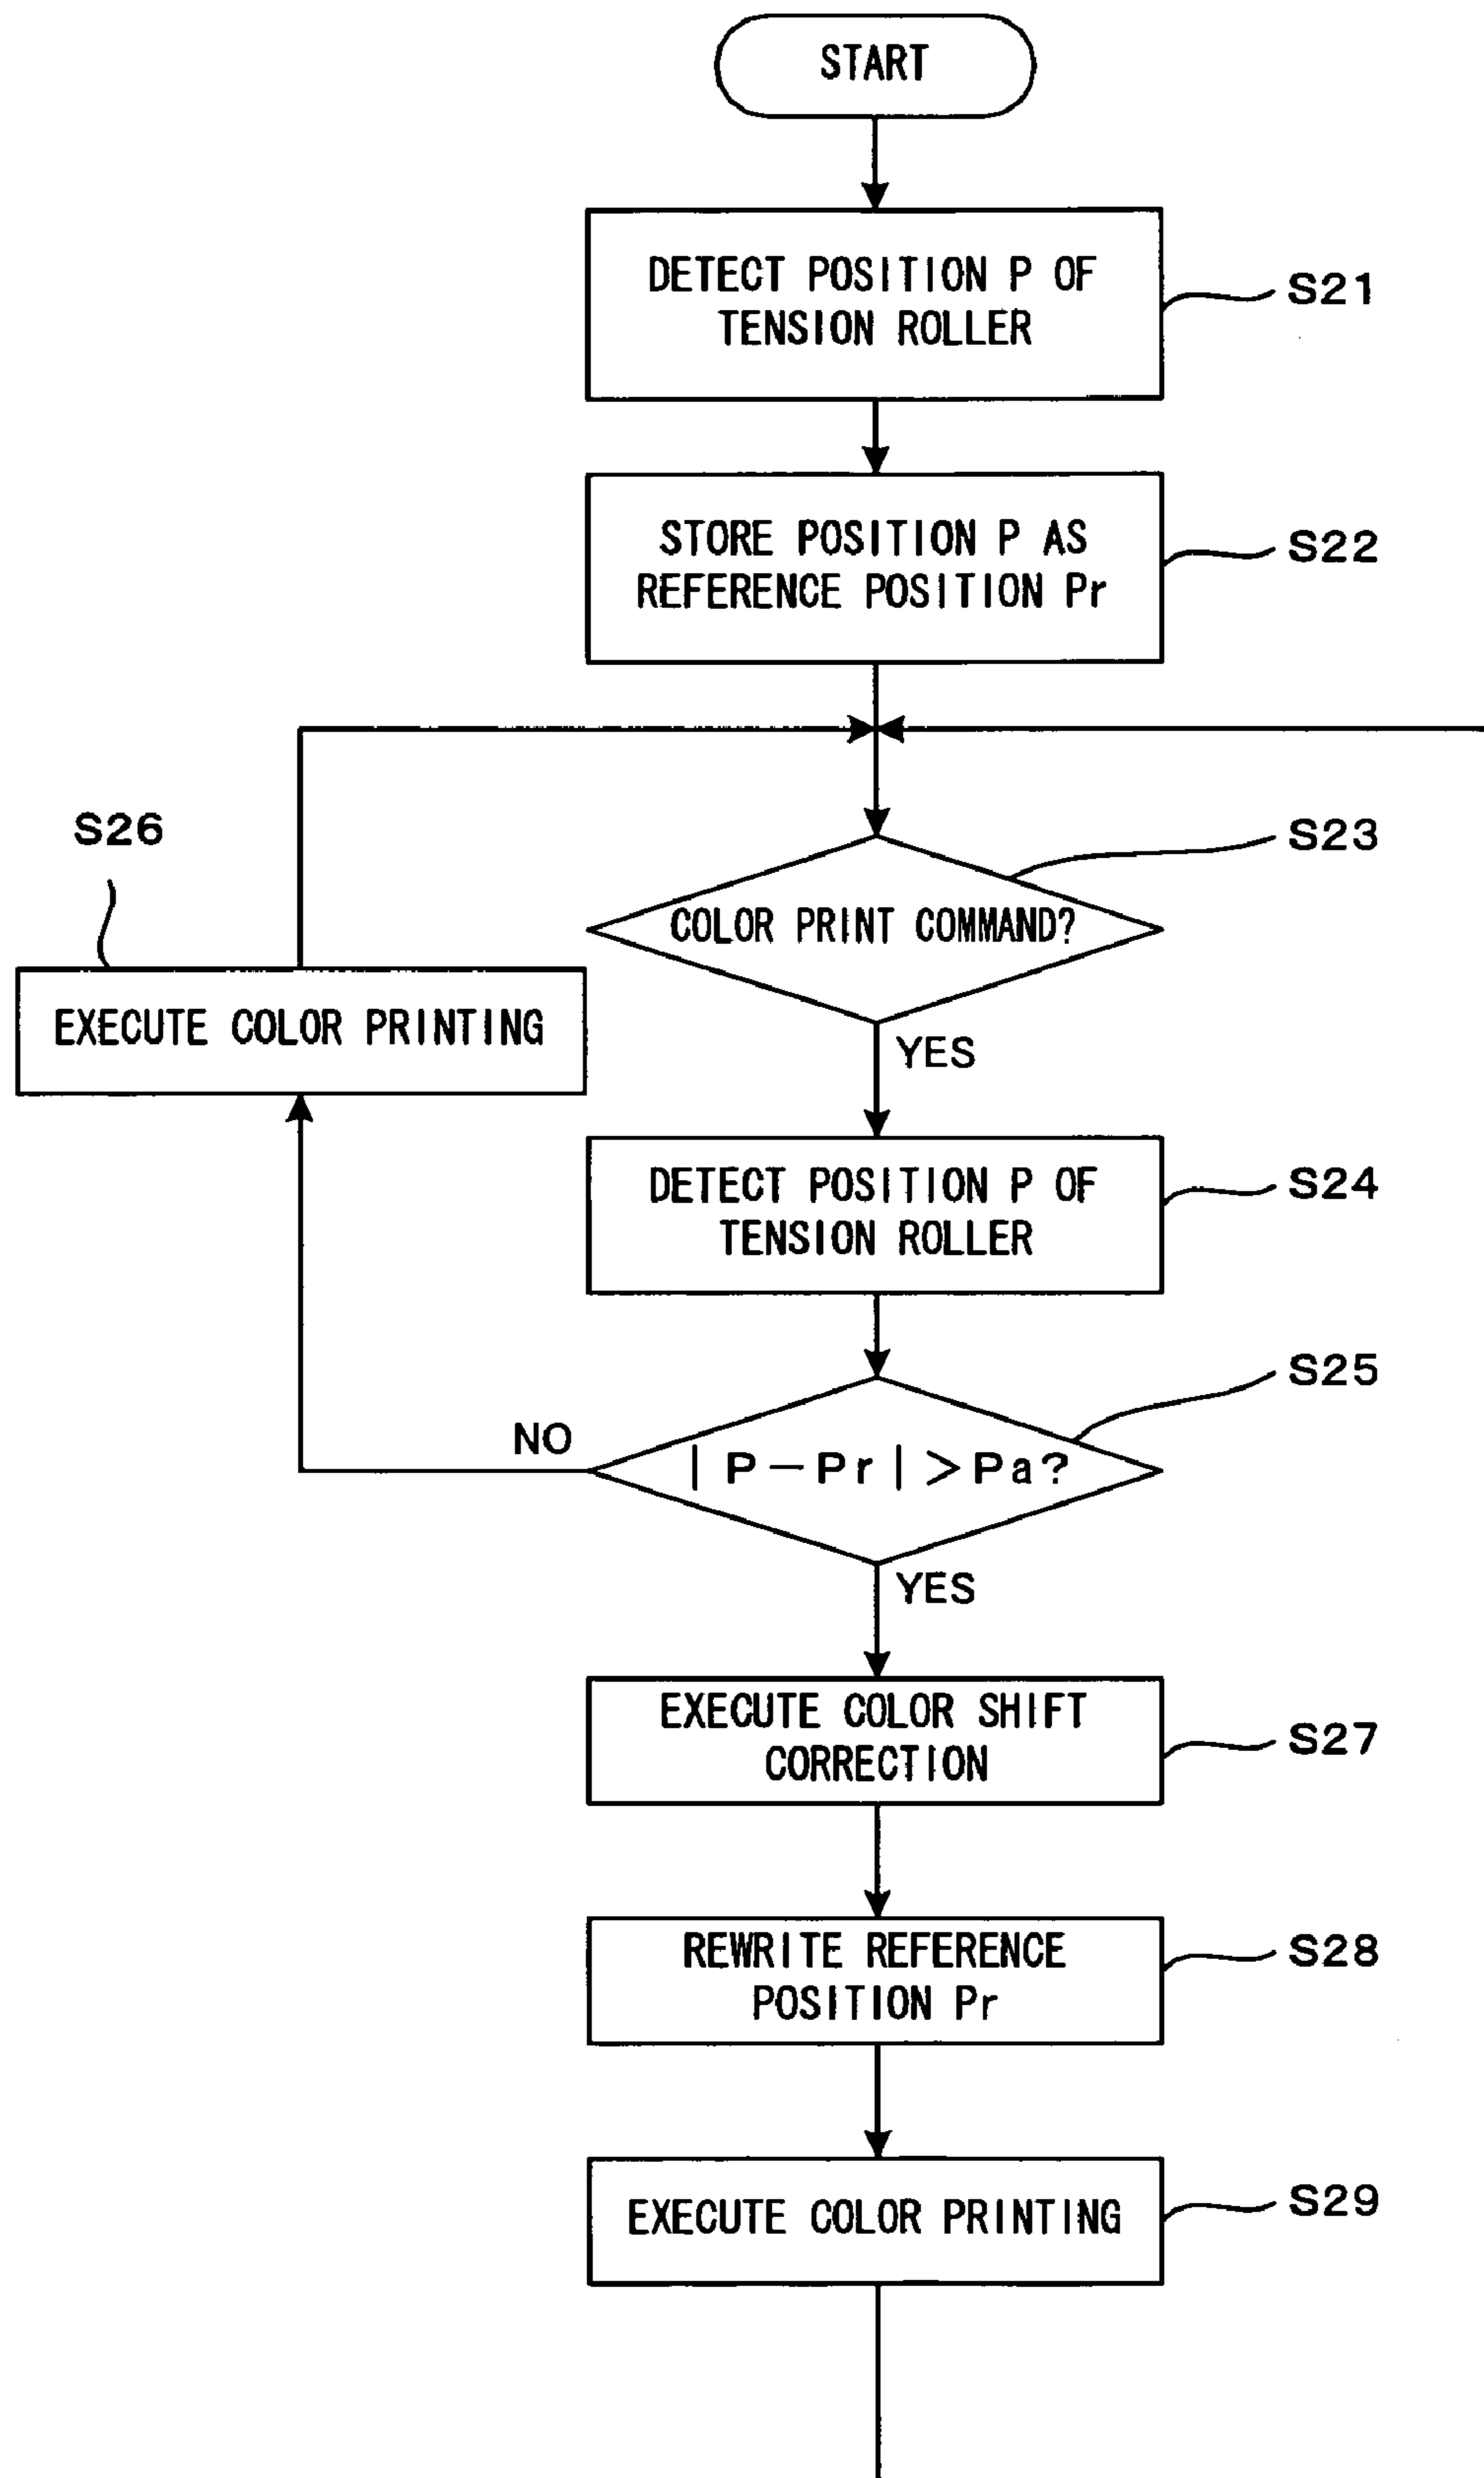 START
DETECT POSITION P OF
TENSION ROLLER
S21
STORE POSITION P AS
REFERENCE POSITION Pr
S22
S26
S23
COLOR PRINT COMMAND?
EXECUTE COLOR PRINTING
YES
DETECT POSITION P OF
TENSION ROLLER
S24
S25
NO
|P-Pr|>Pa?
YES
EXECUTE COLOR SHIFT
CORRECTION
S27
REWRITE REFERENCE
POSITION Pr
S28
EXECUTE COLOR PRINTING
S29